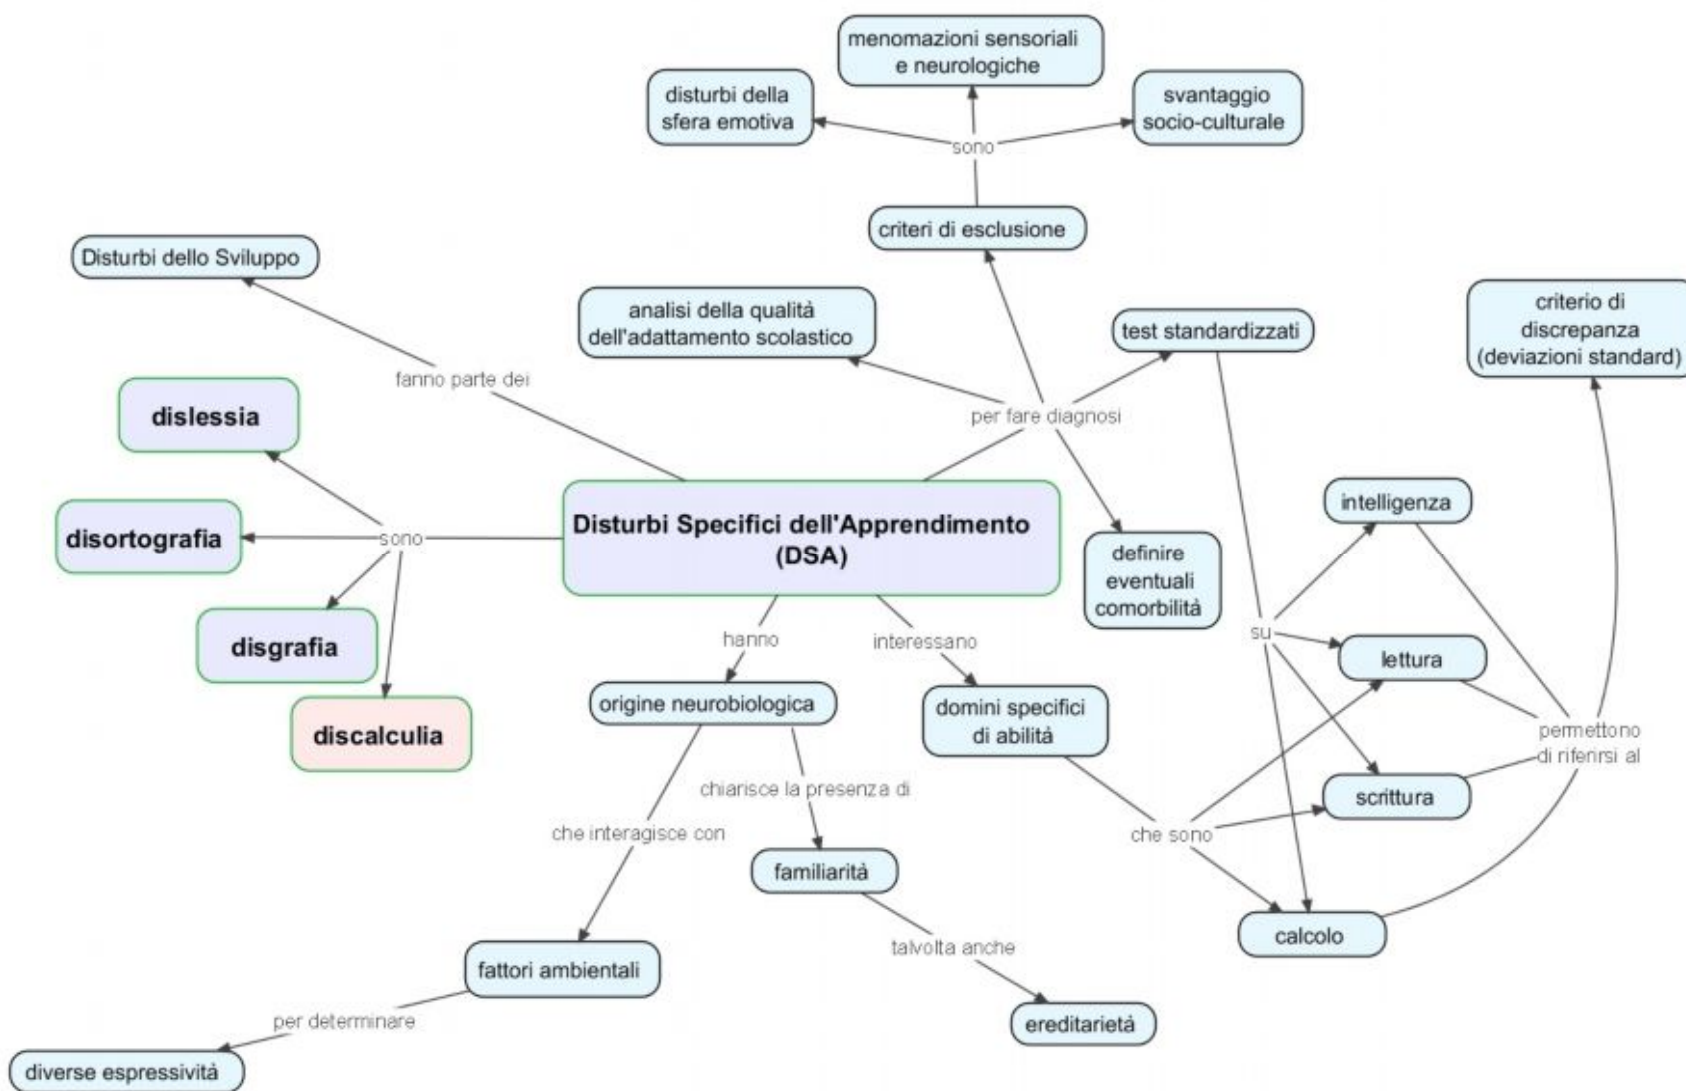 menomazioni sensoriali
e neurologiche
disturbi della
sfera emotiva
svantaggio
socio-culturale
sono
criteri di esclusione
Disturbi dello Sviluppo
analisi della qualità
dell'adattamento scolastico
test standardizzati
criterio di
discrepanza
(deviazioni standard)
fanno parte dei
per fare diagnosi
dislessia
disortografia
sono
disgrafia
discalculia
Disturbi Specifici dell'Apprendimento
(DSA)
definire
eventuali
comorbilità
intelligenza
su
lettura
permettono
di riferirsi al
scrittura
hanno
interessano
origine neurobiologica
domini specifici
di abilità
chiarisce la presenza di
che interagisce con
che sono
familiarità
calcolo
talvolta anche
fattori ambientali
ereditarietà
per determinare
diverse espressività